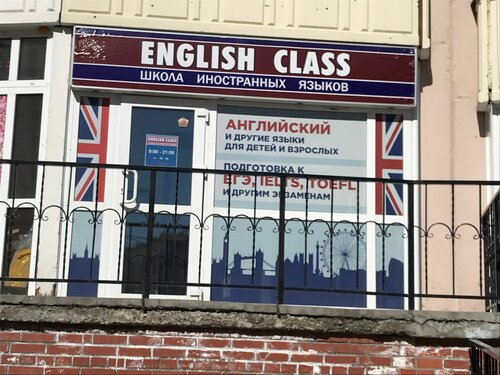 ENGLISH CLASS
ШКОЛА ИНОСТРАННЫХ ЯЗЫКОВ
ENGLISH CLASS
9:00 - 21:00
АНГЛИЙСКИЙ
И ДРУГИЕ ЯЗЫКИ
ДЛЯ ДЕТЕЙ И ВЗРОСЛЫХ
ПОДГОТОВКА К
ЕГЭ, IELTS, TOEFL
И ДРУГИМ ЭКЗАМЕНАМ